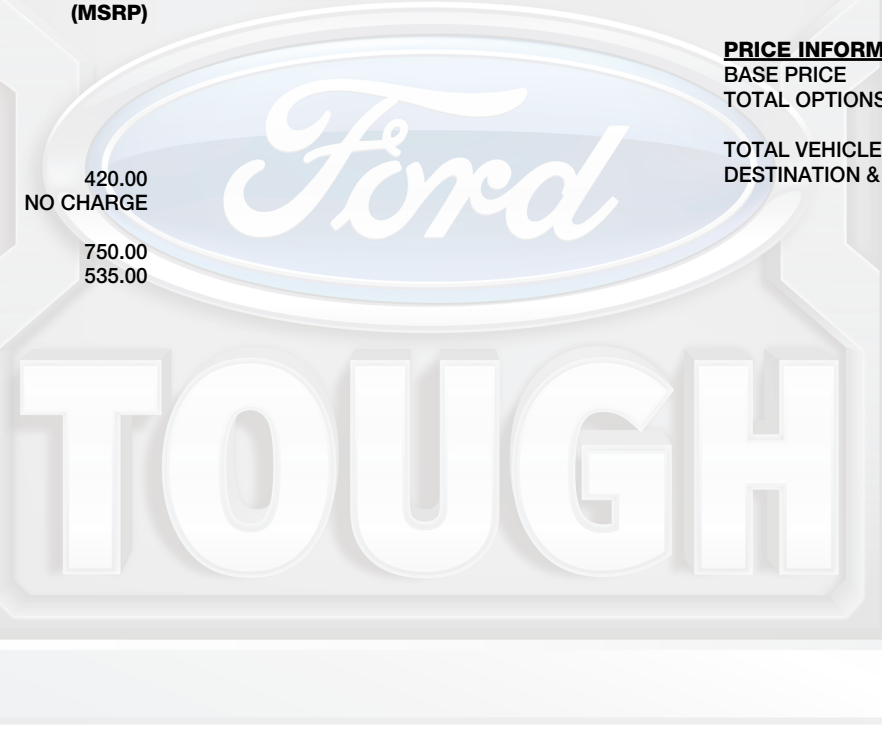 (MSRP)
420.00
NO CHARGE
750.00
535.00
PRICE INFORM
BASE PRICE
TOTAL OPTIONS
TOTAL VEHICLE
DESTINATION &
Ford
TOUGH